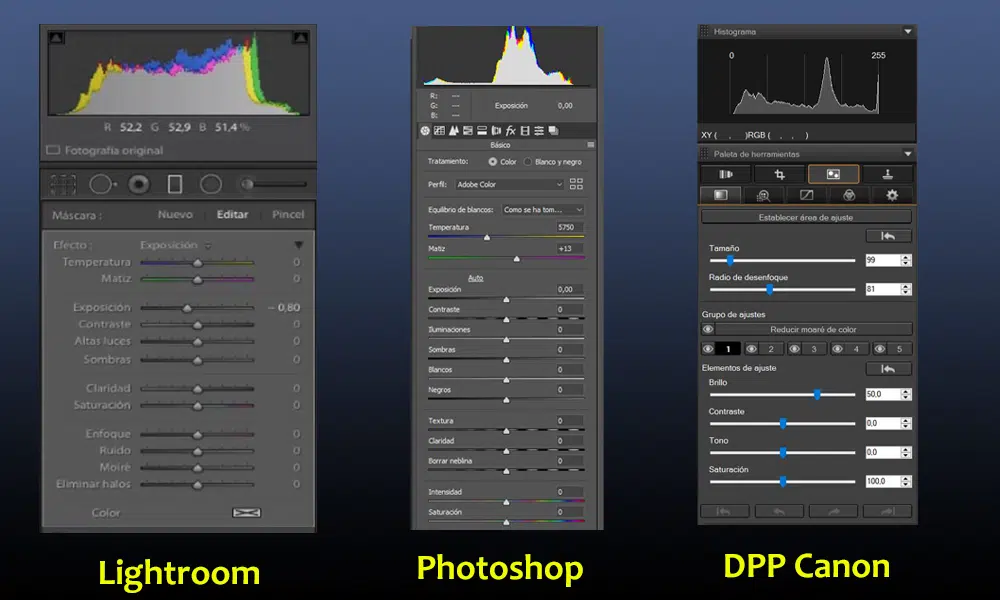 R 52,2 G 52,9 B 51,4 %
Fotografía original
Máscara : Nuevo Editar Pincel
Efecto : Exposición
Temperatura 0
Matiz 0
Exposición – 0,80
Contraste 0
Altas luces 0
Sombras 0
Claridad 0
Saturación 0
Enfoque 0
Ruido 0
Moiré 0
Eliminar halos 0
Color
Lightroom
R: ---
G: ---
B: ---
Exposición 0,00
fx
Básico
Tratamiento: Color Blanco y negro
Perfil: Adobe Color
Equilibrio de blancos: Como se ha tom...
Temperatura 5750
Matiz +13
Auto
Exposición 0,00
Contraste 0
Iluminaciones 0
Sombras 0
Blancos 0
Negros 0
Textura 0
Claridad 0
Borrar neblina 0
Intensidad 0
Saturación 0
Photoshop
Histograma
0 255
XY ( , )RGB ( , , )
Paleta de herramientas
Establecer área de ajuste
Tamaño
99
Radio de desenfoque
81
Grupo de ajustes
Reducir moaré de color
1 2 3 4 5
Elementos de ajuste
Brillo
50,0
Contraste
0,0
Tono
0,0
Saturación
100,0
DPP Canon